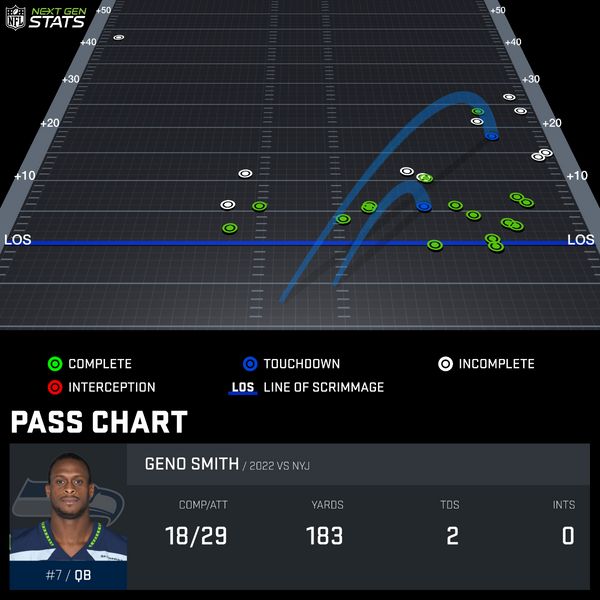 NFL NEXT GEN STATS
+50 +50
+40 +40
+30 +30
+20 +20
+10 +10
LOS LOS
COMPLETE TOUCHDOWN INCOMPLETE
INTERCEPTION LOS LINE OF SCRIMMAGE
PASS CHART
GENO SMITH / 2022 VS NYJ
COMP/ATT YARDS TDS INTS
18/29 183 2 0
#7 / QB